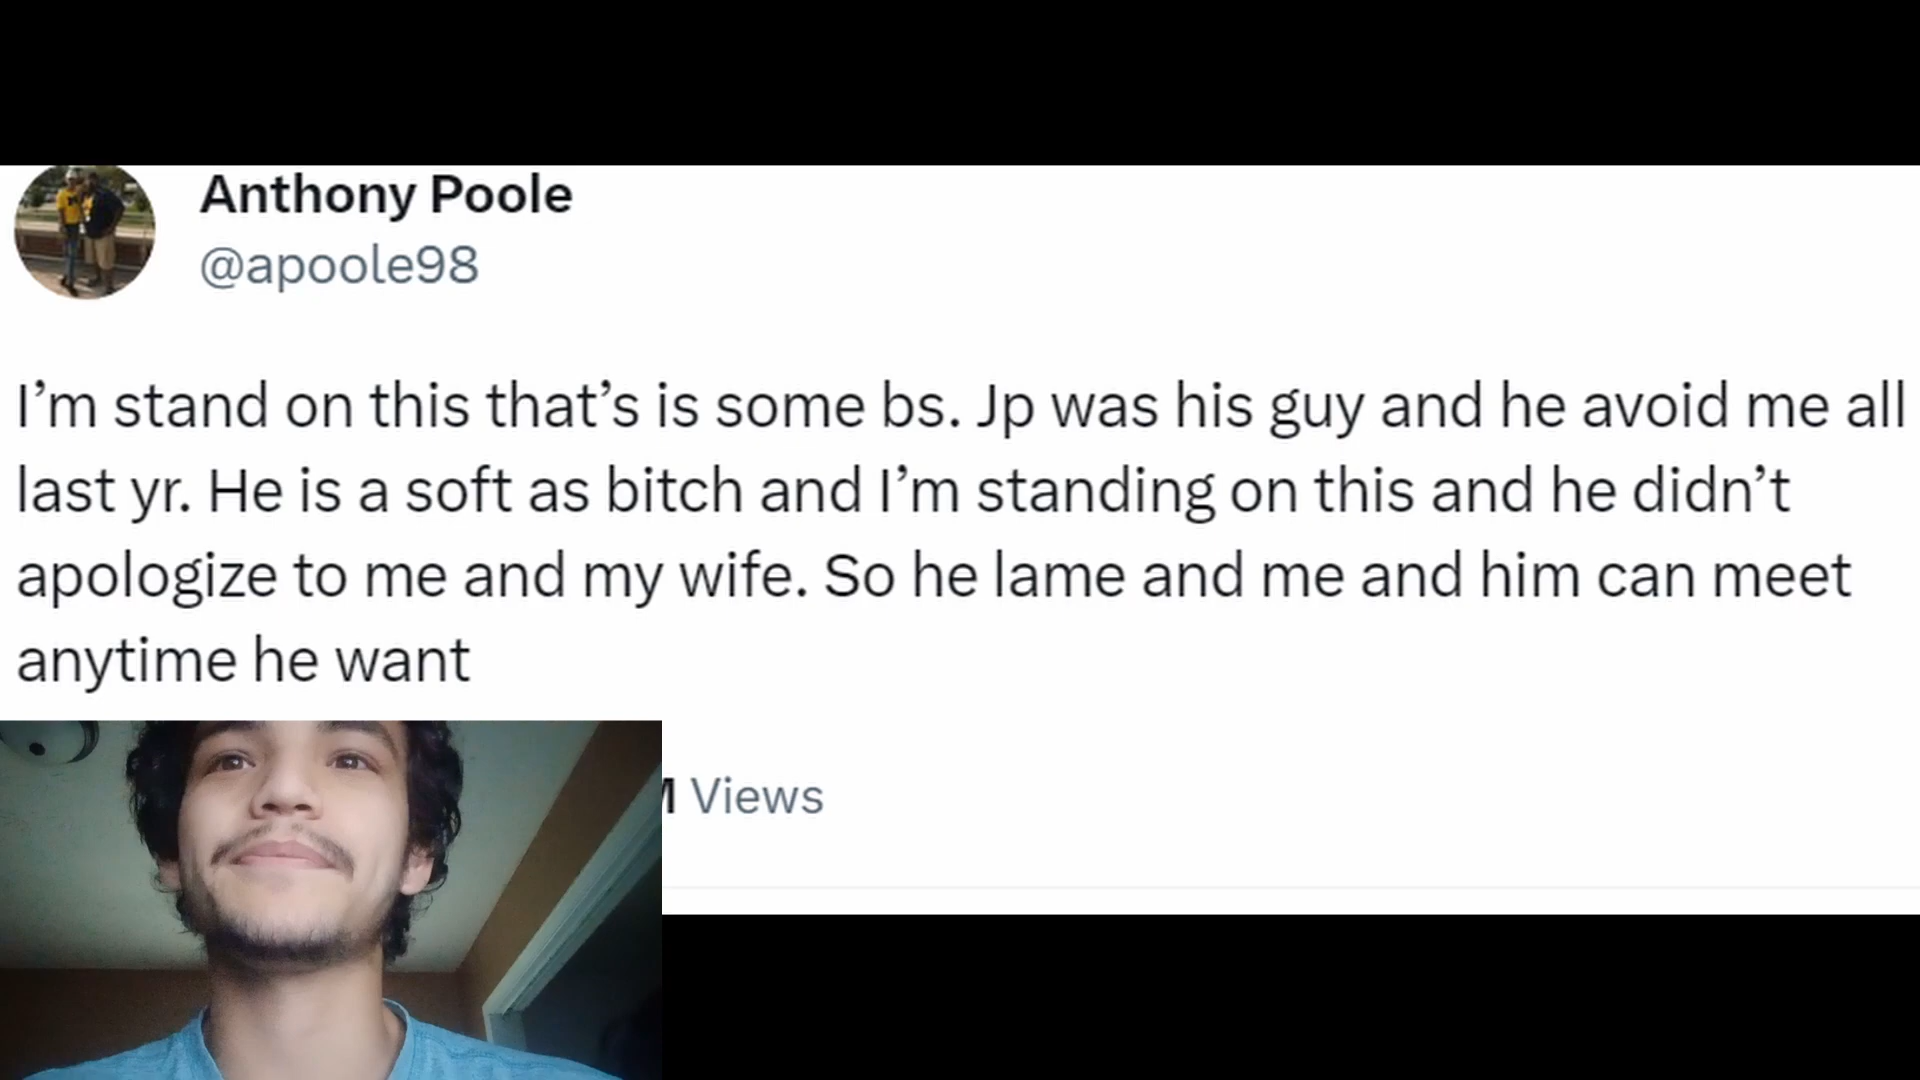 Anthony Poole
@apoole98
I’m stand on this that’s is some bs. Jp was his guy and he avoid me all
last yr. He is a soft as bitch and I’m standing on this and he didn’t
apologize to me and my wife. So he lame and me and him can meet
anytime he want
Views